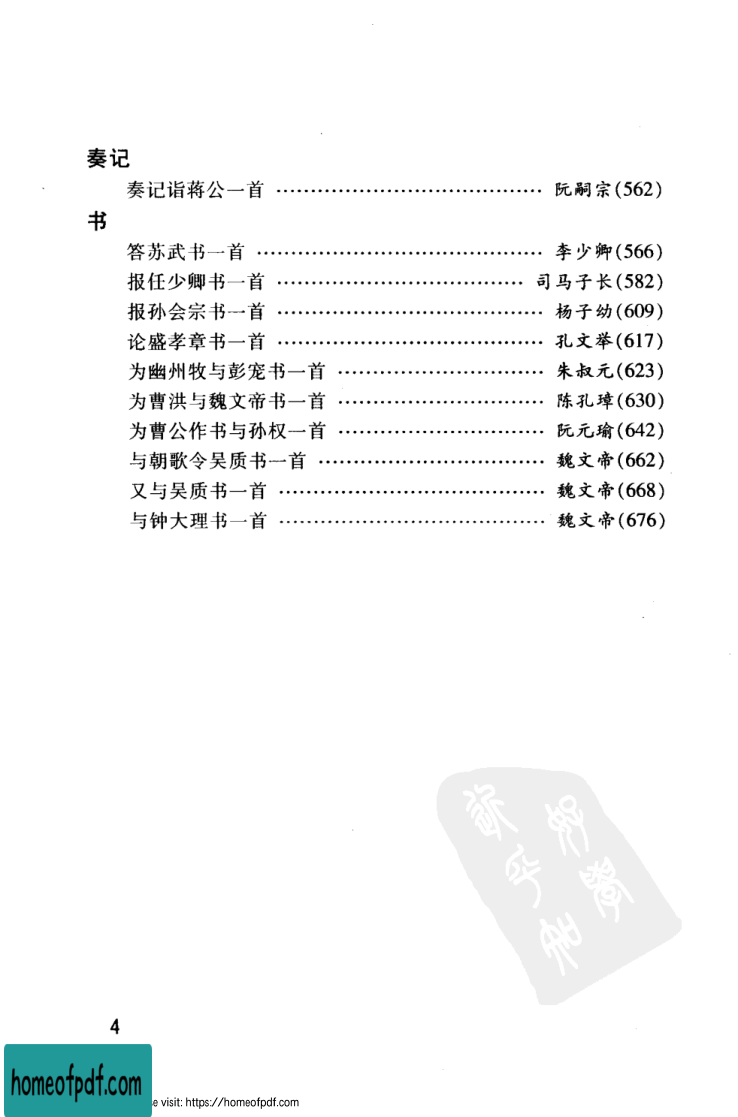 奏记
奏记诣蒋公一首 …………………………………… 阮嗣宗(562)
书
答苏武书一首 …………………………………… 李少卿(566)
报任少卿书一首 ……………………………… 司马子长(582)
报孙会宗书一首 ………………………………… 杨子幼(609)
论盛孝章书一首 ………………………………… 孔文举(617)
为幽州牧与彭宠书一首 ………………………… 朱叔元(623)
为曹洪与魏文帝书一首 ………………………… 陈孔璋(630)
为曹公作书与孙权一首 ………………………… 阮元瑜(642)
与朝歌令吴质书一首 …………………………… 魏文帝(662)
又与吴质书一首 ………………………………… 魏文帝(668)
与钟大理书一首 ………………………………… 魏文帝(676)
好学
近乎知
4
homeofpdf.com
e visit: https://homeofpdf.com